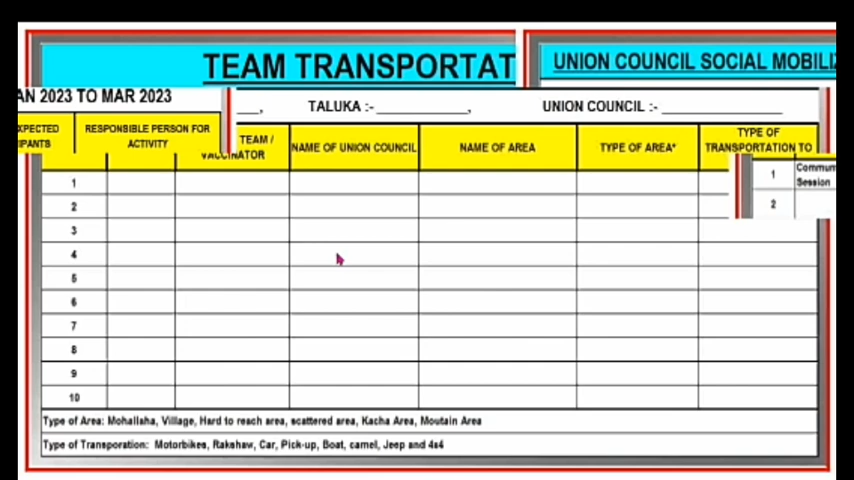 TEAM TRANSPORTAT
UNION COUNCIL SOCIAL MOBILIZ
AN 2023 TO MAR 2023
TALUKA :- __________,
UNION COUNCIL :- ______________
XPECTED
IPANTS
RESPONSIBLE PERSON FOR
ACTIVITY
TEAM /
VACCINATOR
NAME OF UNION COUNCIL
NAME OF AREA
TYPE OF AREA*
TYPE OF
TRANSPORTATION TO
1 Commun
Session
2
1
2
3
4
5
6
7
8
9
10
Type of Area: Mohallaha, Village, Hard to reach area, scattered area, Kacha Area, Moutain Area
Type of Transporation: Motorbikes, Rakshaw, Car, Pick-up, Boat, camel, Jeep and 4x4